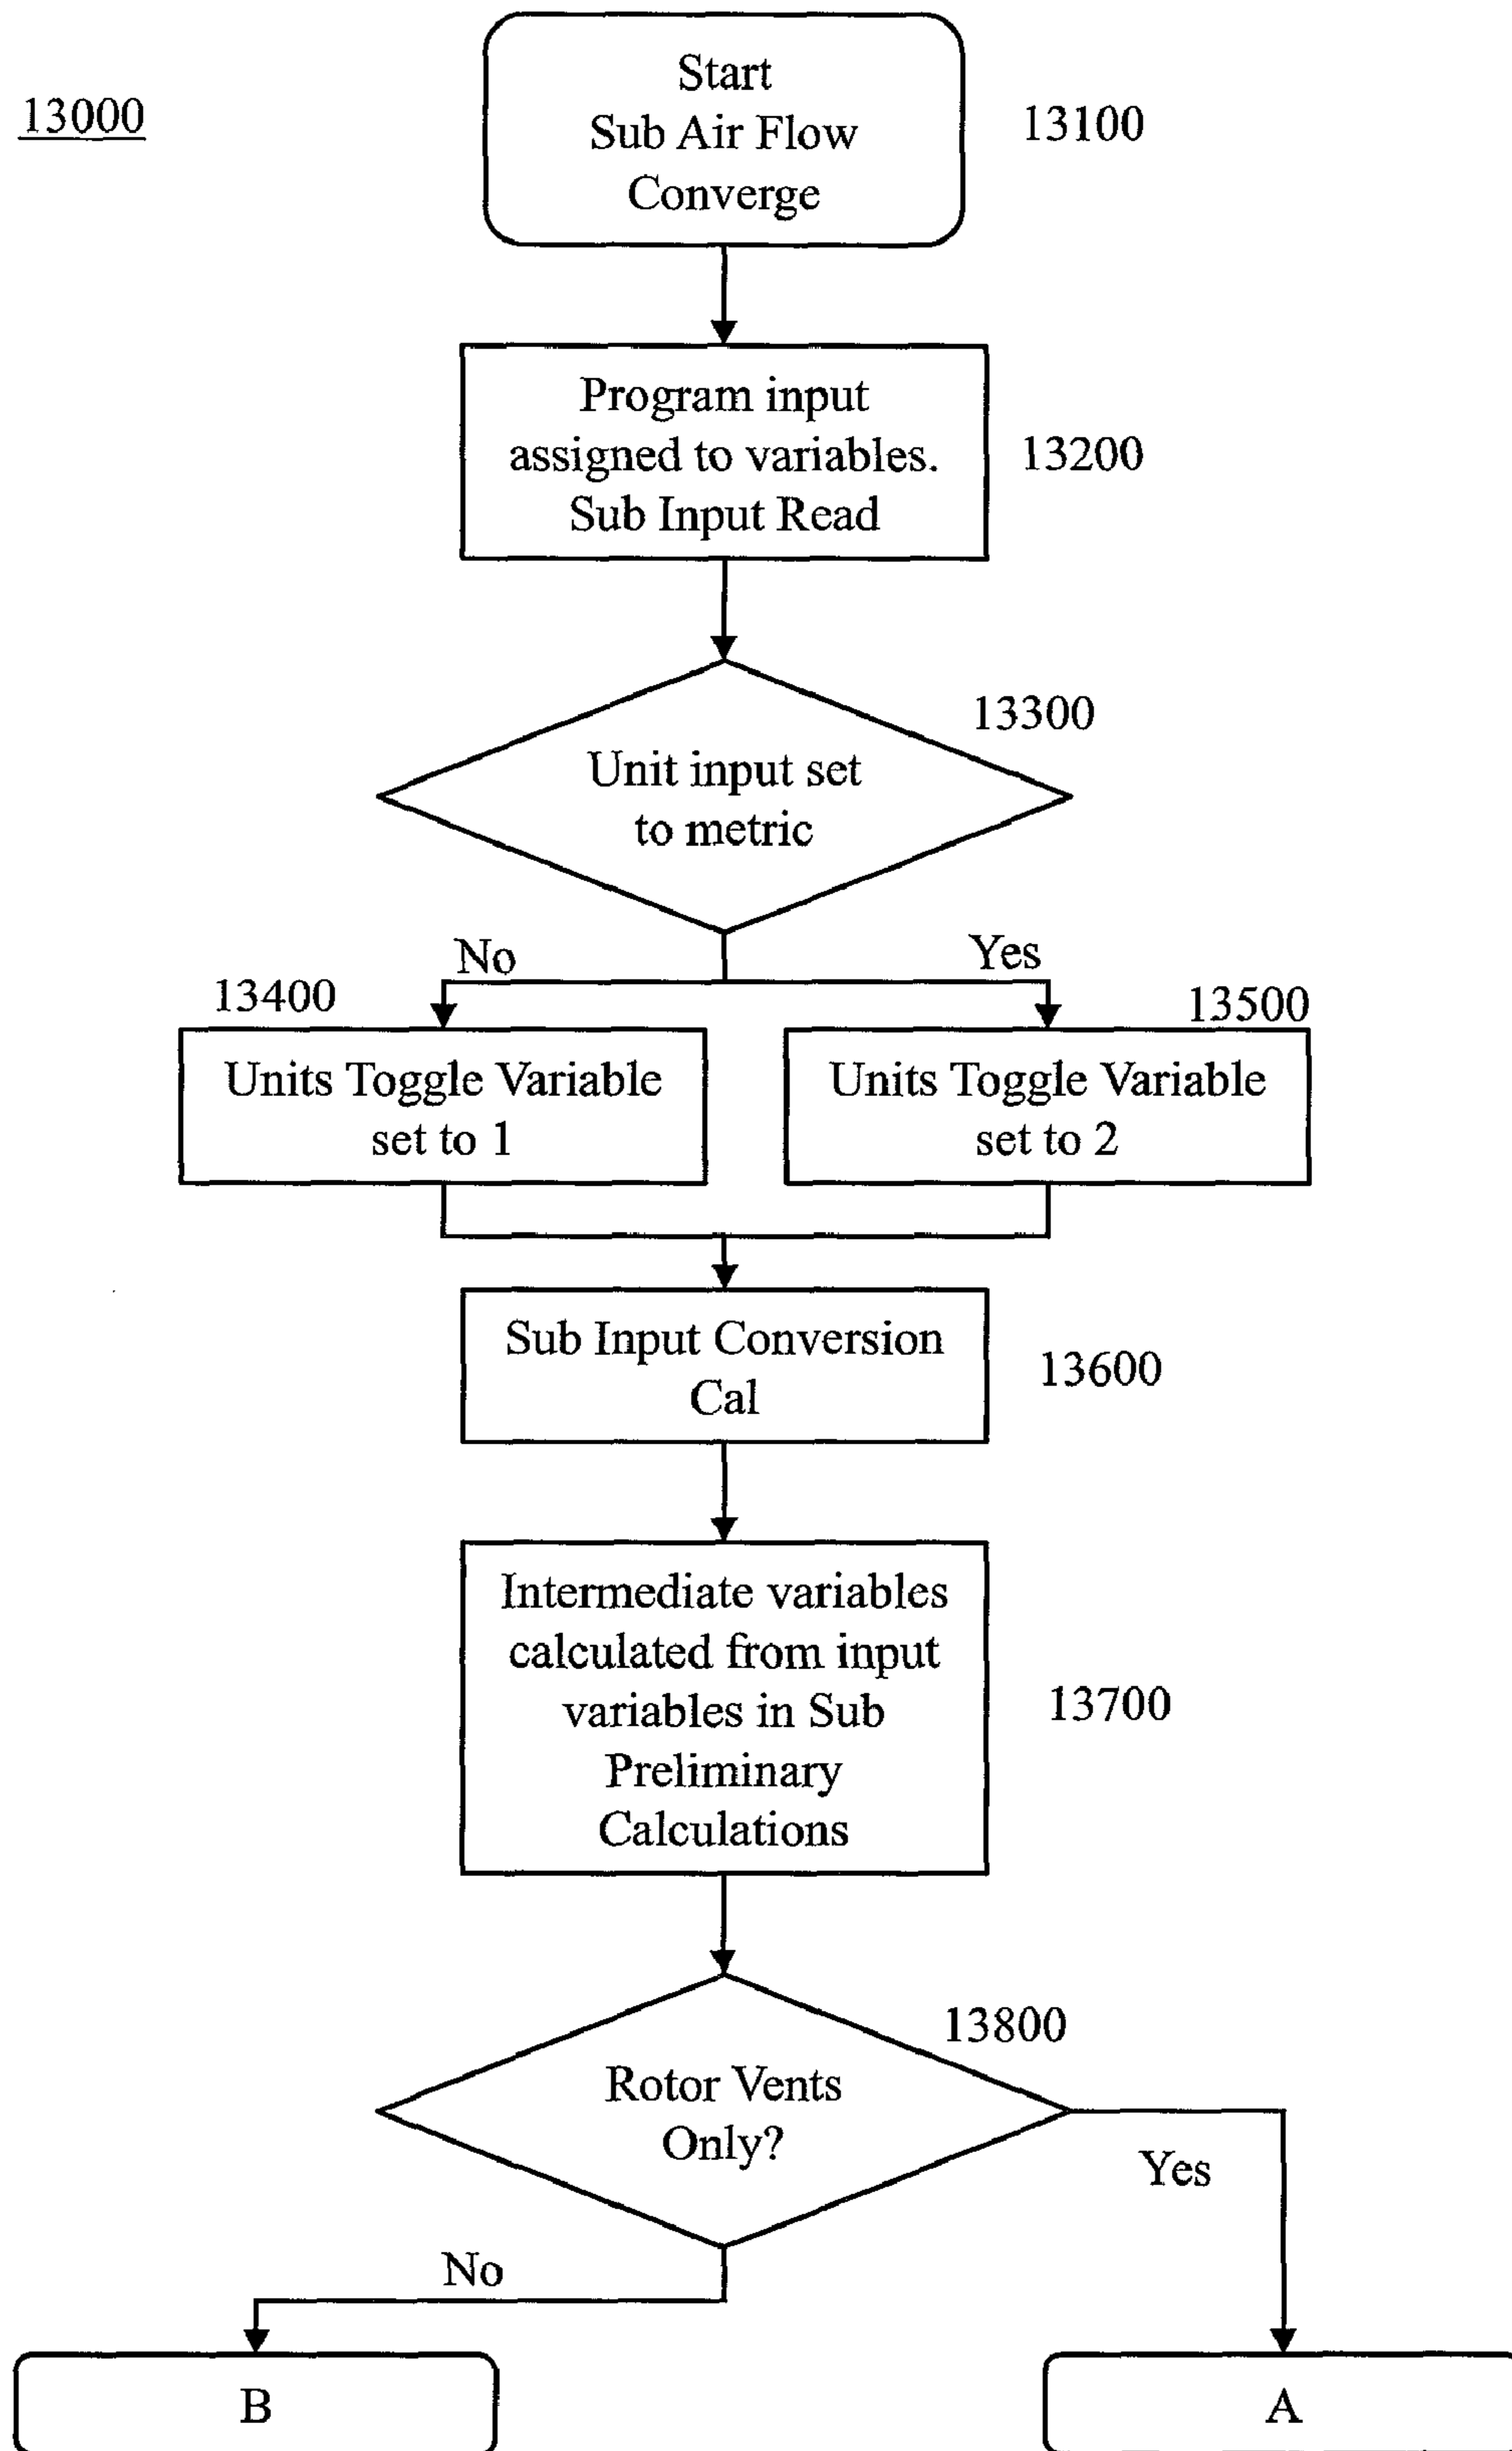 13000
Start
Sub Air Flow
Converge
13100
Program input
assigned to variables.
Sub Input Read
13200
13300
Unit input set
to metric
No
Yes
13400
13500
Units Toggle Variable
set to 1
Units Toggle Variable
set to 2
Sub Input Conversion
Cal
13600
Intermediate variables
calculated from input
variables in Sub
Preliminary
Calculations
13700
13800
Rotor Vents
Only?
Yes
No
B
A